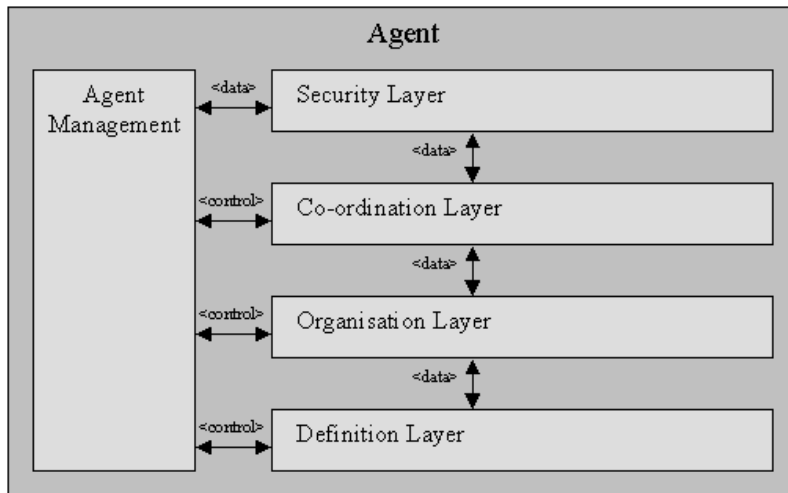 Agent
Agent
Management
<data>
Security Layer
<data>
<control>
Co-ordination Layer
<data>
<control>
Organisation Layer
<data>
<control>
Definition Layer